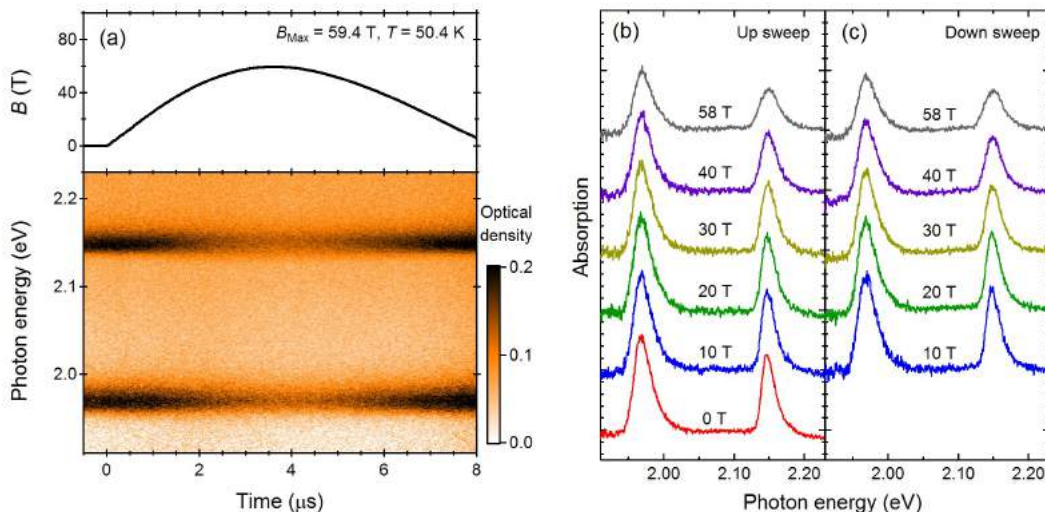 (a)
B_Max = 59.4 T, T = 50.4 K
80
40
0
B (T)
2.2
2.1
2.0
Photon energy (eV)
Optical
density
0.2
0.1
0.0
0
2
4
6
8
Time (μs)
(b)
Up sweep
58 T
40 T
30 T
20 T
10 T
0 T
Absorption
2.00
2.10
2.20
(c)
Down sweep
58 T
40 T
30 T
20 T
10 T
2.00
2.10
2.20
Photon energy (eV)